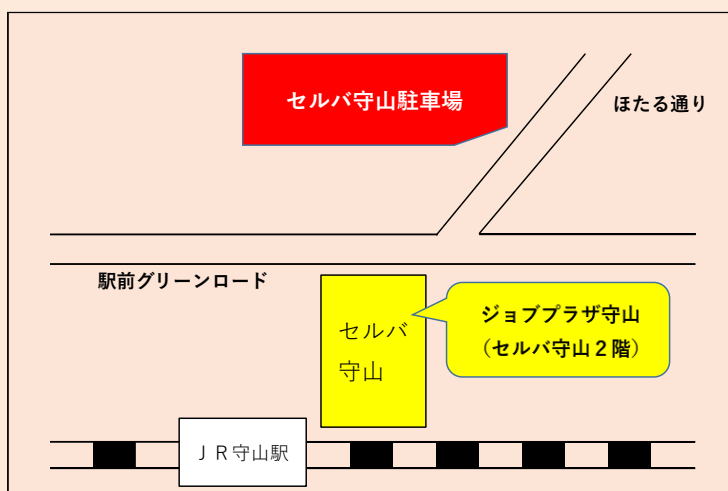 セルバ守山駐車場
ほたる通り
駅前グリーンロード
ジョブプラザ守山
（セルバ守山２階）
セルバ
守山
ＪＲ守山駅